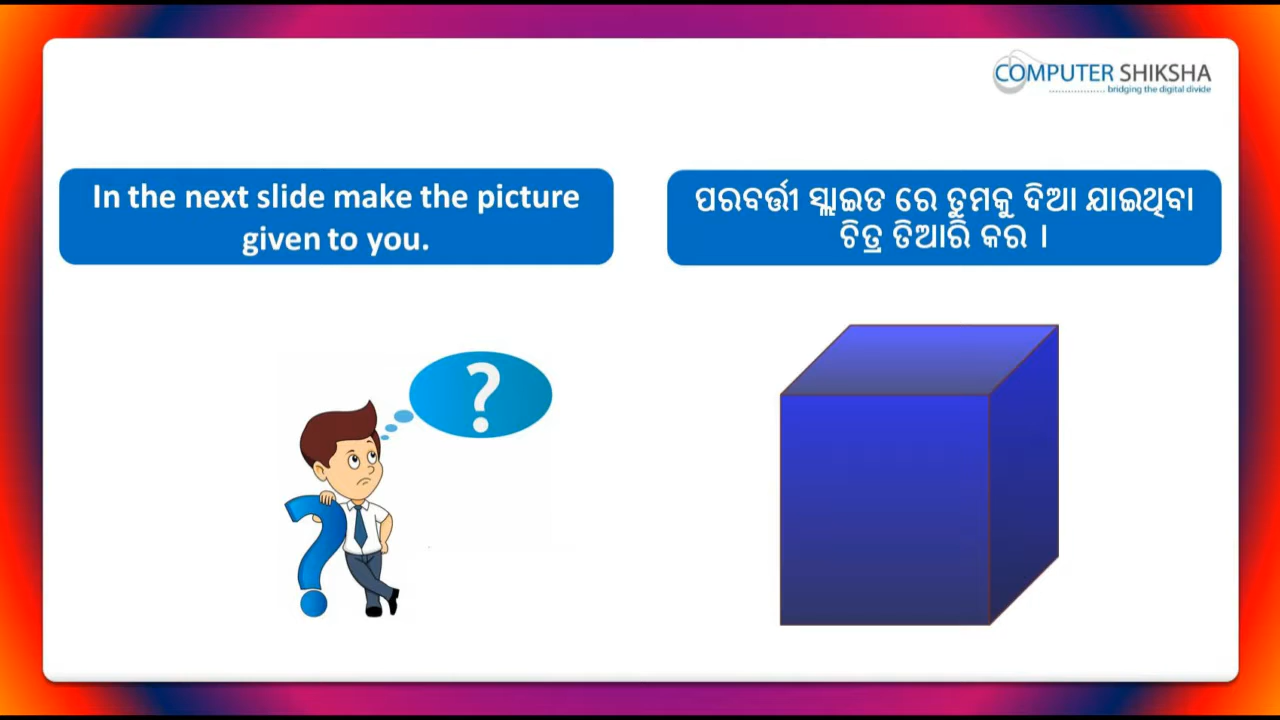 COMPUTER SHIKSHA
bridging the digital divide
In the next slide make the picture
given to you.
ପରବର୍ତ୍ତୀ ସ୍ଲାଇଡ ରେ ତୁମକୁ ଦିଆ ଯାଇଥିବା
ଚିତ୍ର ତିଆରି କର ।
?